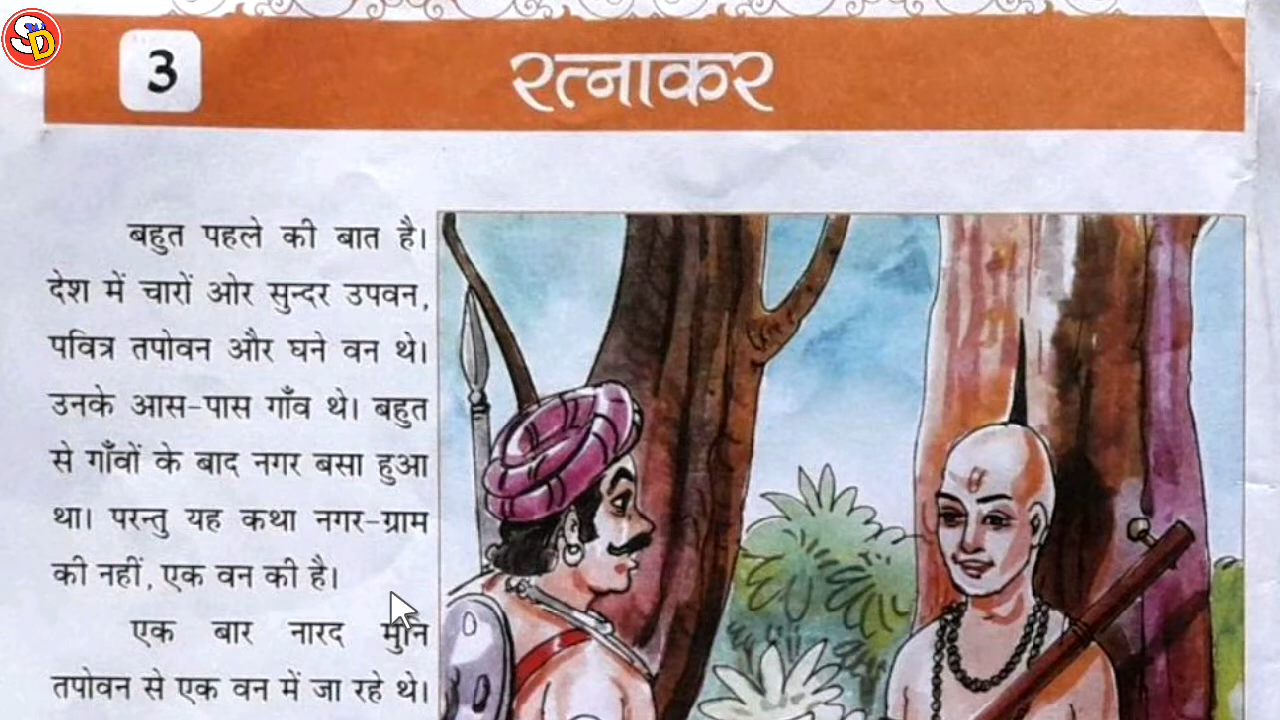 SD
3
रत्नाकर
बहुत पहले की बात है।
देश में चारों ओर सुन्दर उपवन,
पवित्र तपोवन और घने वन थे।
उनके आस-पास गाँव थे। बहुत
से गाँवों के बाद नगर बसा हुआ
था। परन्तु यह कथा नगर-ग्राम
की नहीं, एक वन की है।
एक बार नारद मुनि
तपोवन से एक वन में जा रहे थे।